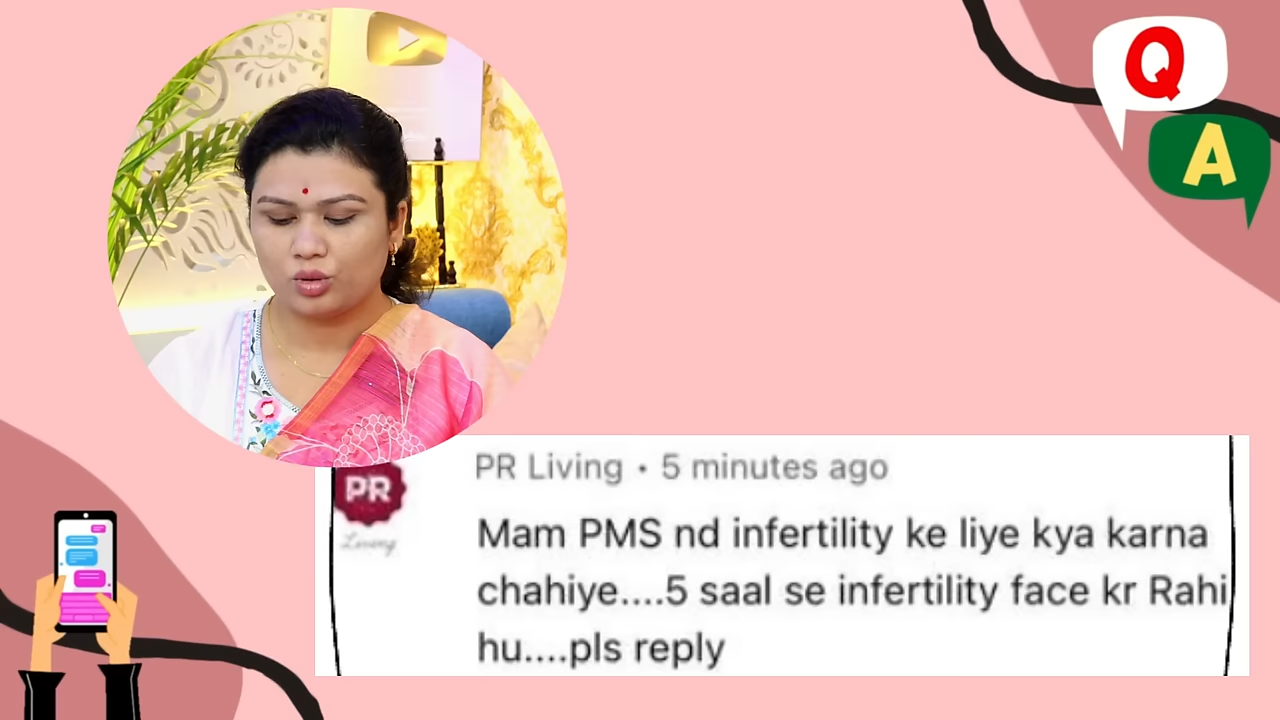 Q
A
PR Living • 5 minutes ago
PR
Living
Mam PMS nd infertility ke liye kya karna
chahiye....5 saal se infertility face kr Rahi
hu....pls reply